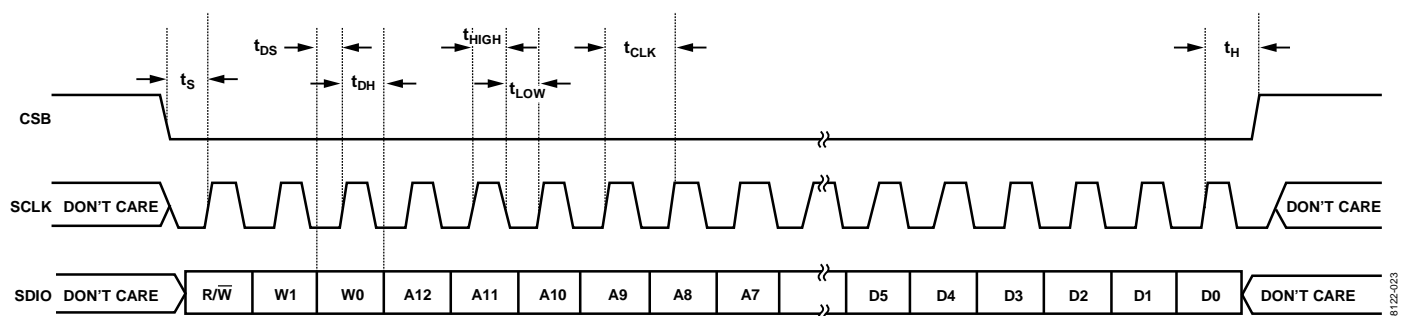 tDS
tHIGH
tCLK
tH
tS
tDH
tLOW
CSB
SCLK DON'T CARE
DON'T CARE
SDIO DON'T CARE R/W̅ W1 W0 A12 A11 A10 A9 A8 A7 D5 D4 D3 D2 D1 D0 DON'T CARE
8122-023